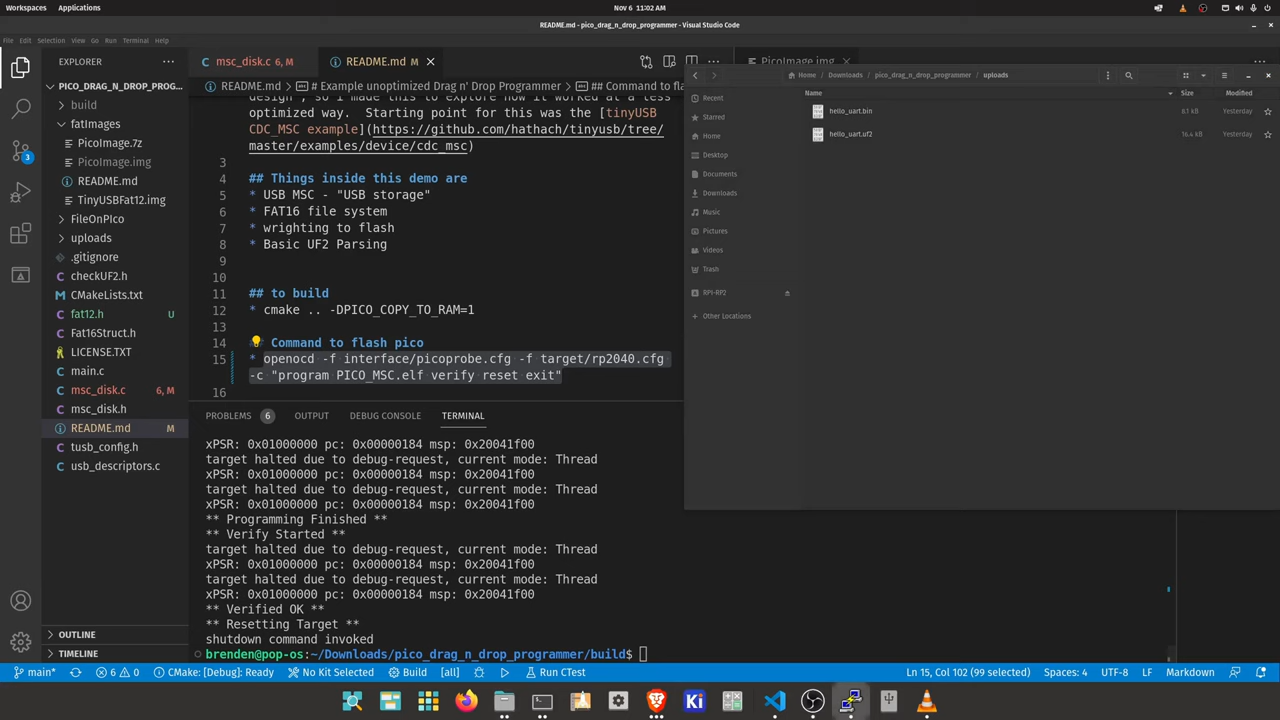 Workspaces
Applications
Nov 6 11:02 AM
README.md - pico_drag_n_drop_programmer - Visual Studio Code
File Edit Selection View Go Run Terminal Help
EXPLORER
PICO_DRAG_N_DROP_PROG...
build
fatImages
PicoImage.7z
PicoImage.img
README.md
TinyUSBFat12.img
FileOnPIco
uploads
.gitignore
checkUF2.h
CMakeLists.txt
fat12.h U
Fat16Struct.h
LICENSE.TXT
main.c
msc_disk.c 6, M
msc_disk.h
README.md M
tusb_config.h
usb_descriptors.c
OUTLINE
TIMELINE
3
msc_disk.c 6, M
README.md M
PicoImage.img
README.md > # Example unoptimized Drag n' Drop Programmer > ## Command to fla
design", so i made this to explore how it worked at a less
optimized way. Starting point for this was the [tinyUSB
CDC_MSC example](https://github.com/hathach/tinyusb/tree/
master/examples/device/cdc_msc)
3
4 ## Things inside this demo are
5 * USB MSC - "USB storage"
6 * FAT16 file system
7 * wrighting to flash
8 * Basic UF2 Parsing
9
10
11 ## to build
12 * cmake .. -DPICO_COPY_TO_RAM=1
13
14 Command to flash pico
15 * openocd -f interface/picoprobe.cfg -f target/rp2040.cfg
-c "program PICO_MSC.elf verify reset exit"
16
PROBLEMS 6 OUTPUT DEBUG CONSOLE TERMINAL
xPSR: 0x01000000 pc: 0x00000184 msp: 0x20041f00
target halted due to debug-request, current mode: Thread
xPSR: 0x01000000 pc: 0x00000184 msp: 0x20041f00
target halted due to debug-request, current mode: Thread
xPSR: 0x01000000 pc: 0x00000184 msp: 0x20041f00
** Programming Finished **
** Verify Started **
target halted due to debug-request, current mode: Thread
xPSR: 0x01000000 pc: 0x00000184 msp: 0x20041f00
target halted due to debug-request, current mode: Thread
xPSR: 0x01000000 pc: 0x00000184 msp: 0x20041f00
** Verified OK **
** Resetting Target **
shutdown command invoked
brenden@pop-os:~/Downloads/pico_drag_n_drop_programmer/build$
Home / Downloads / pico_drag_n_drop_programmer / uploads
Recent
Starred
Home
Desktop
Documents
Downloads
Music
Pictures
Videos
Trash
RPI-RP2
Other Locations
Name Size Modified
hello_uart.bin 8.1 kB Yesterday
hello_uart.uf2 16.4 kB Yesterday
main* 6 0 CMake: [Debug]: Ready No Kit Selected Build [all] Run CTest Ln 15, Col 102 (99 selected) Spaces: 4 UTF-8 LF Markdown
Ki